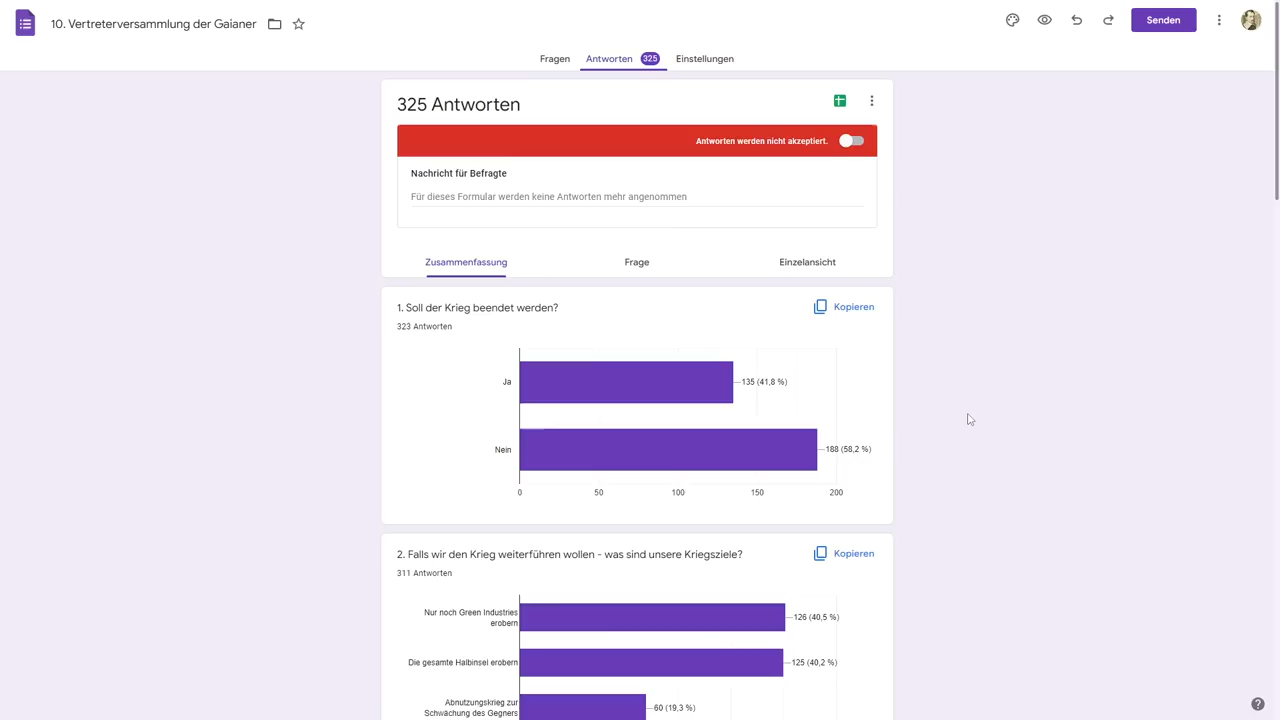 10. Vertreterversammlung der Gaianer
Senden
Fragen
Antworten 325
Einstellungen
325 Antworten
Antworten werden nicht akzeptiert.
Nachricht für Befragte
Für dieses Formular werden keine Antworten mehr angenommen
Zusammenfassung
Frage
Einzelansicht
1. Soll der Krieg beendet werden?
Kopieren
323 Antworten
Ja
135 (41,8 %)
Nein
188 (58,2 %)
0 50 100 150 200
2. Falls wir den Krieg weiterführen wollen - was sind unsere Kriegsziele?
Kopieren
311 Antworten
Nur noch Green Industries
erobern
126 (40,5 %)
Die gesamte Halbinsel erobern
125 (40,2 %)
Abnutzungskrieg zur
Schwächung des Gegners
60 (19,3 %)